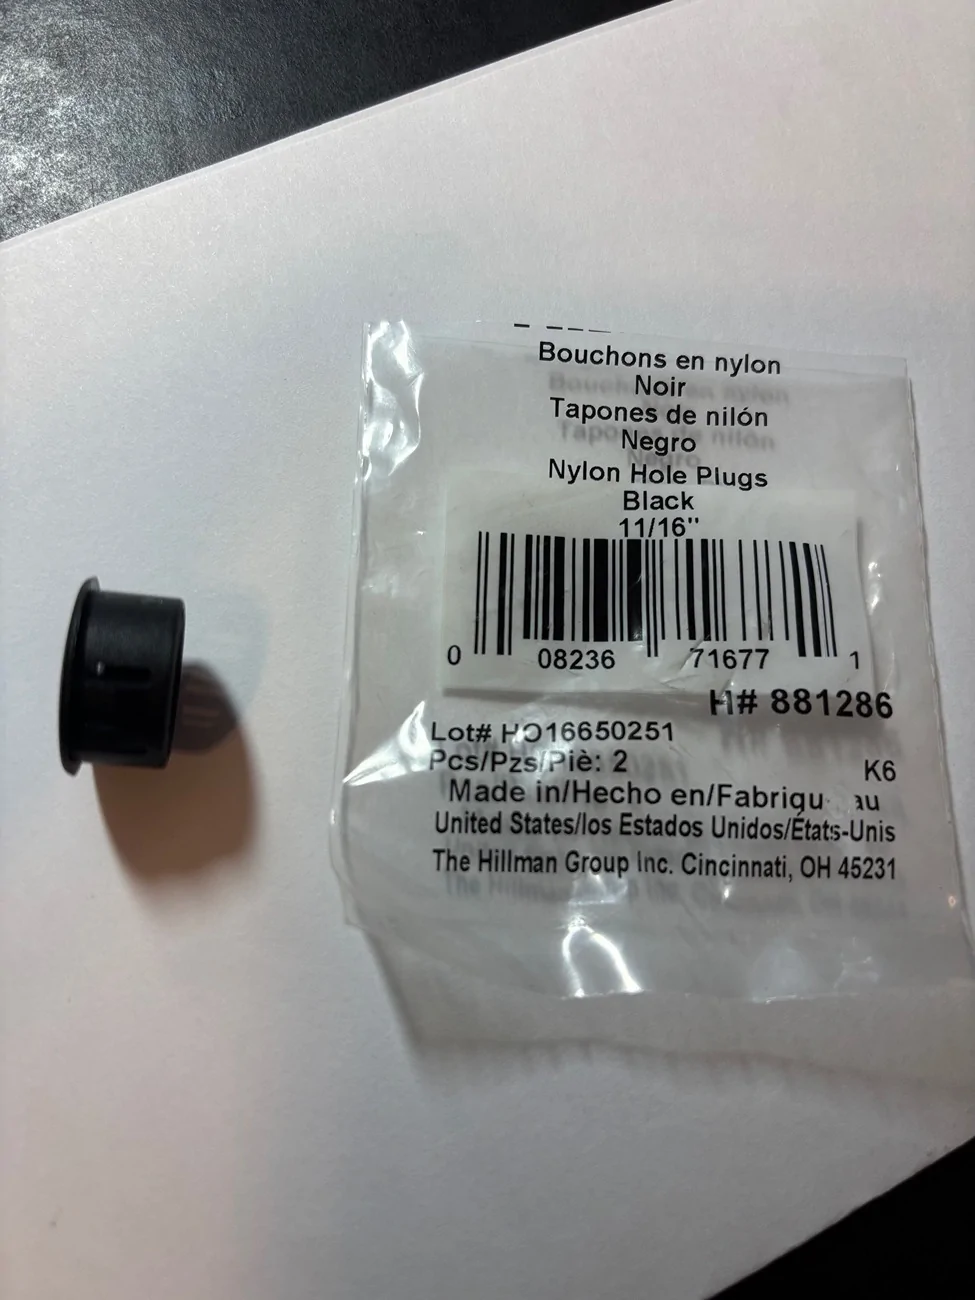 Bouchons en nylon
Noir
Tapones de nilón
Negro
Nylon Hole Plugs
Black
11/16"
0 08236 71677 1
H# 881286
Lot# HO16650251
Pcs/Pzs/Piè: 2
K6
Made in/Hecho en/Fabriqu au
United States/los Estados Unidos/États-Unis
The Hillman Group Inc. Cincinnati, OH 45231